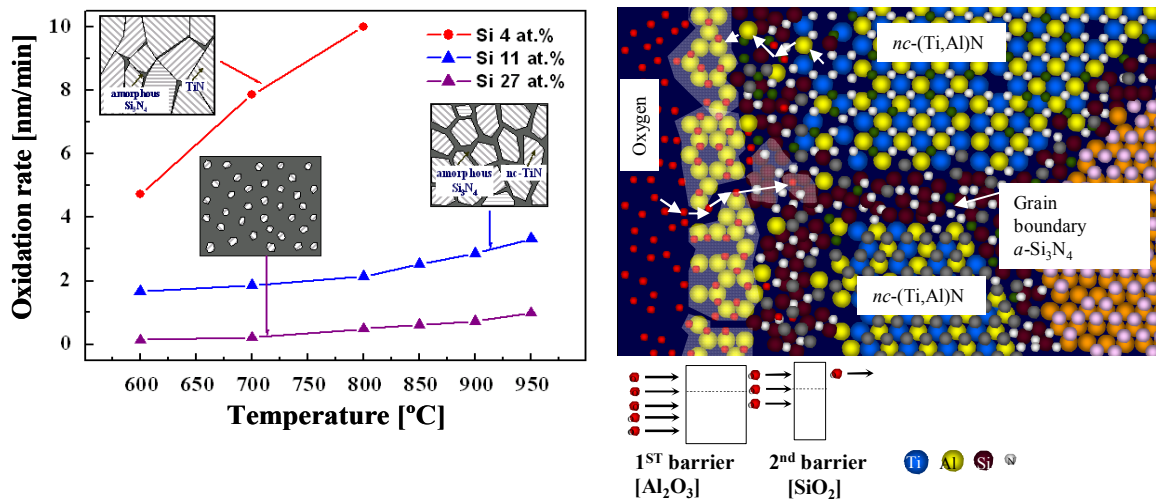 Oxidation rate [nm/min]
10
8
6
4
2
0
600
700
800
850
900
950
Temperature [ºC]
Si 4 at.%
Si 11 at.%
Si 27 at.%
amorphous
Si₃N₄
TiN
amorphous
Si₃N₄
nc-TiN
Oxygen
nc-(Ti,Al)N
Grain
boundary
a-Si₃N₄
nc-(Ti,Al)N
1ST barrier
[Al₂O₃]
2nd barrier
[SiO₂]
Ti
Al
Si
N